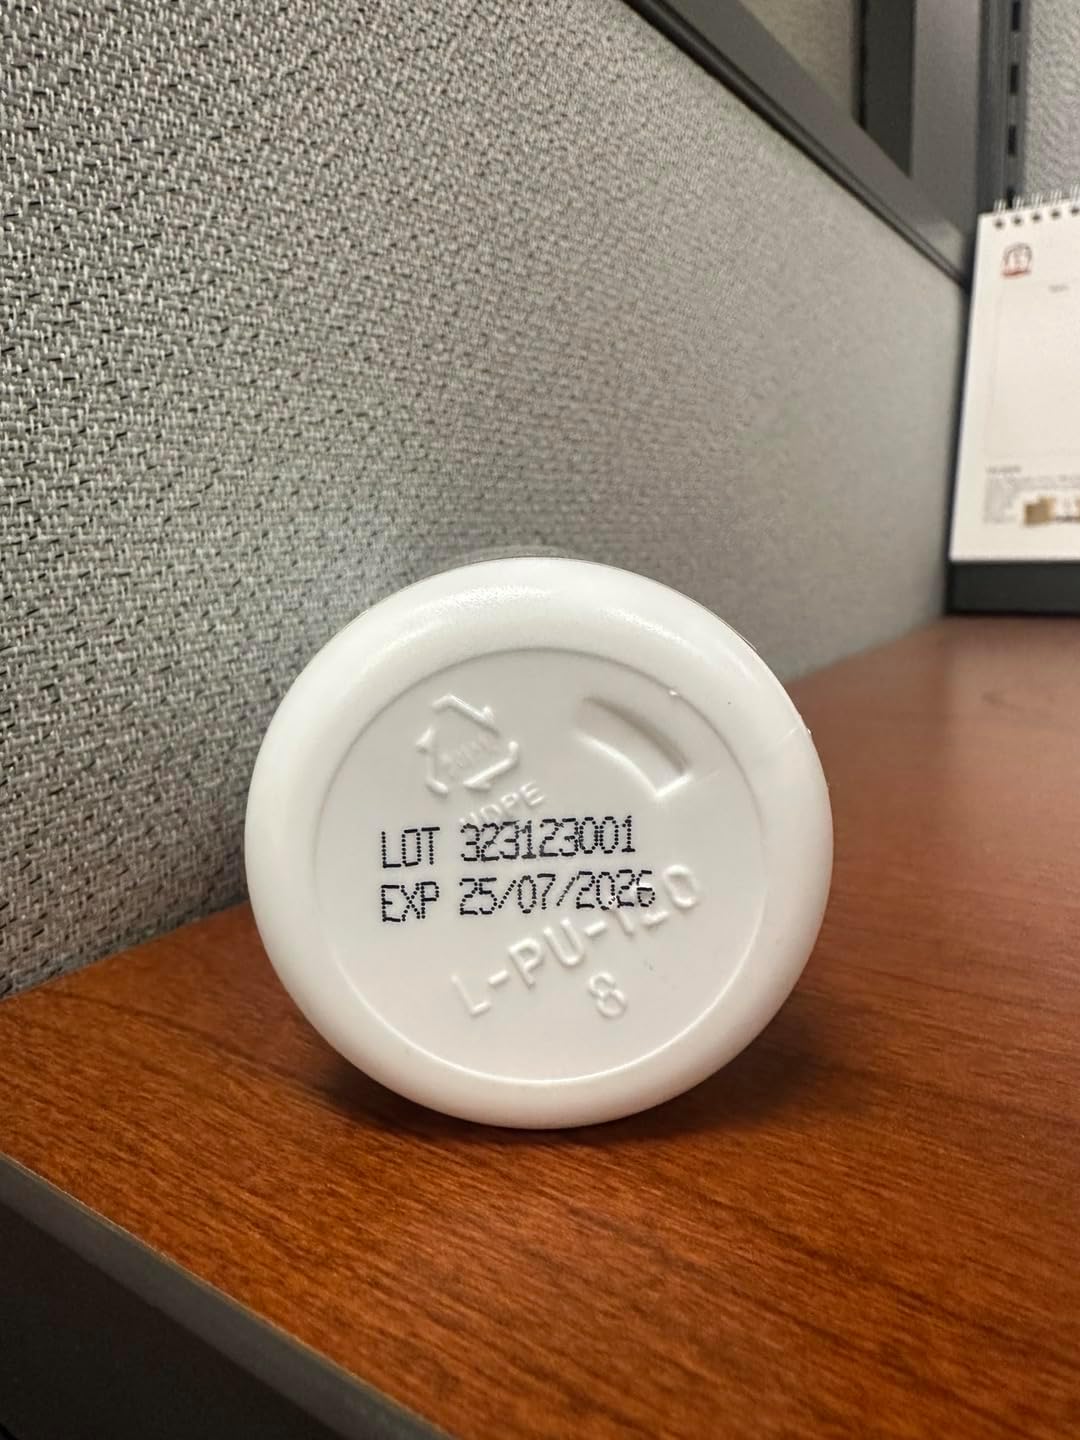 HDPE
LOT 323123001
EXP 25/07/2026
L-PU-120
8